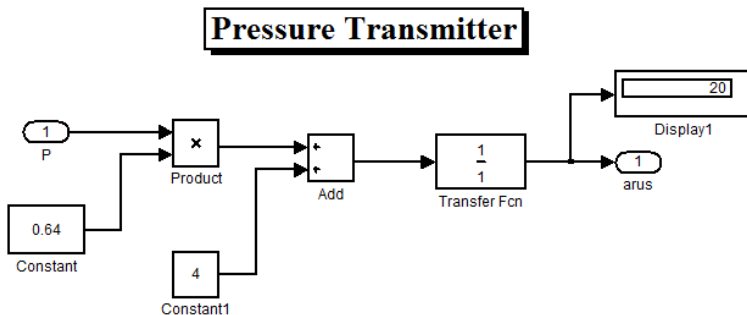 Pressure Transmitter
20
Display1
1
P
×
Product
+
+
Add
1
1
Transfer Fcn
1
arus
0.64
Constant
4
Constant1